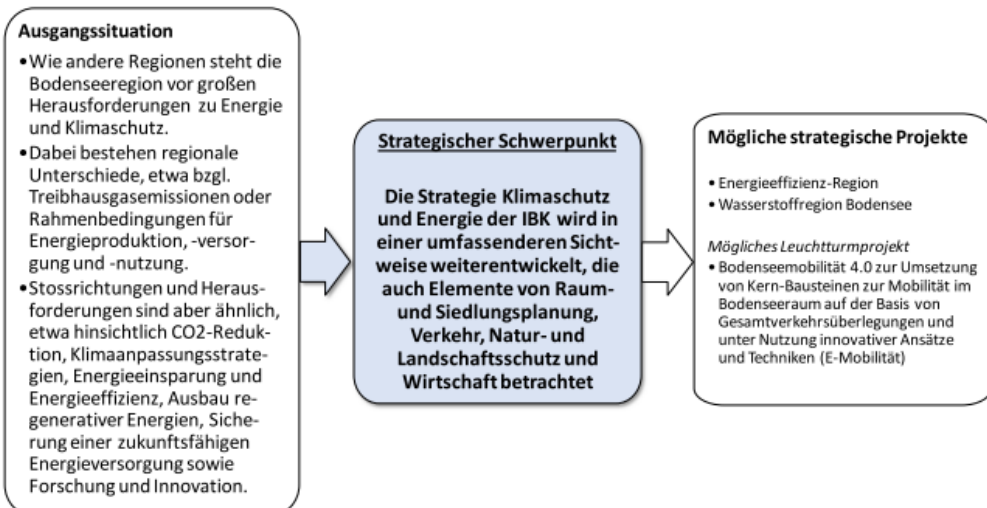 Ausgangssituation
•Wie andere Regionen steht die
Bodenseeregion vor großen
Herausforderungen zu Energie
und Klimaschutz.
•Dabei bestehen regionale
Unterschiede, etwa bzgl.
Treibhausgasemissionen oder
Rahmenbedingungen für
Energieproduktion, -versor-
gung und -nutzung.
•Stossrichtungen und Heraus-
forderungen sind aber ähnlich,
etwa hinsichtlich CO2-Reduk-
tion, Klimaanpassungsstrate-
gien, Energieeinsparung und
Energieeffizienz, Ausbau re-
generativer Energien, Siche-
rung einer zukunftsfähigen
Energieversorgung sowie
Forschung und Innovation.
Strategischer Schwerpunkt
Die Strategie Klimaschutz
und Energie der IBK wird in
einer umfassenderen Sicht-
weise weiterentwickelt, die
auch Elemente von Raum-
und Siedlungsplanung,
Verkehr, Natur- und
Landschaftsschutz und
Wirtschaft betrachtet
Mögliche strategische Projekte
• Energieeffizienz-Region
• Wasserstoffregion Bodensee
Mögliches Leuchtturmprojekt
• Bodenseemobilität 4.0 zur Umsetzung
von Kern-Bausteinen zur Mobilität im
Bodenseeraum auf der Basis von
Gesamtverkehrsüberlegungen und
unter Nutzung innovativer Ansätze
und Techniken (E-Mobilität)